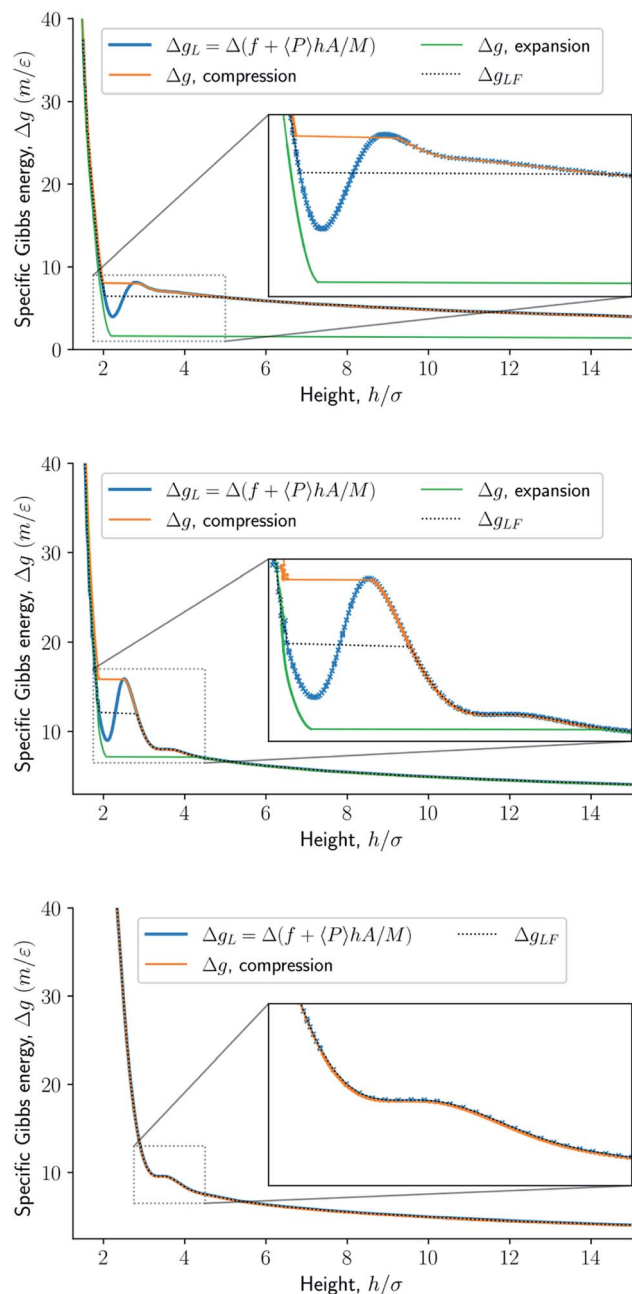 40
30
20
10
0
Specific Gibbs energy, Δg (m/ε)
Δg_L = Δ(f + ⟨P⟩hA/M)
Δg, compression
Δg, expansion
Δg_LF
2 4 6 8 10 12 14
Height, h/σ
40
30
20
10
Specific Gibbs energy, Δg (m/ε)
Δg_L = Δ(f + ⟨P⟩hA/M)
Δg, compression
Δg, expansion
Δg_LF
2 4 6 8 10 12 14
Height, h/σ
40
30
20
10
Specific Gibbs energy, Δg (m/ε)
Δg_L = Δ(f + ⟨P⟩hA/M)
Δg, compression
Δg_LF
2 4 6 8 10 12 14
Height, h/σ